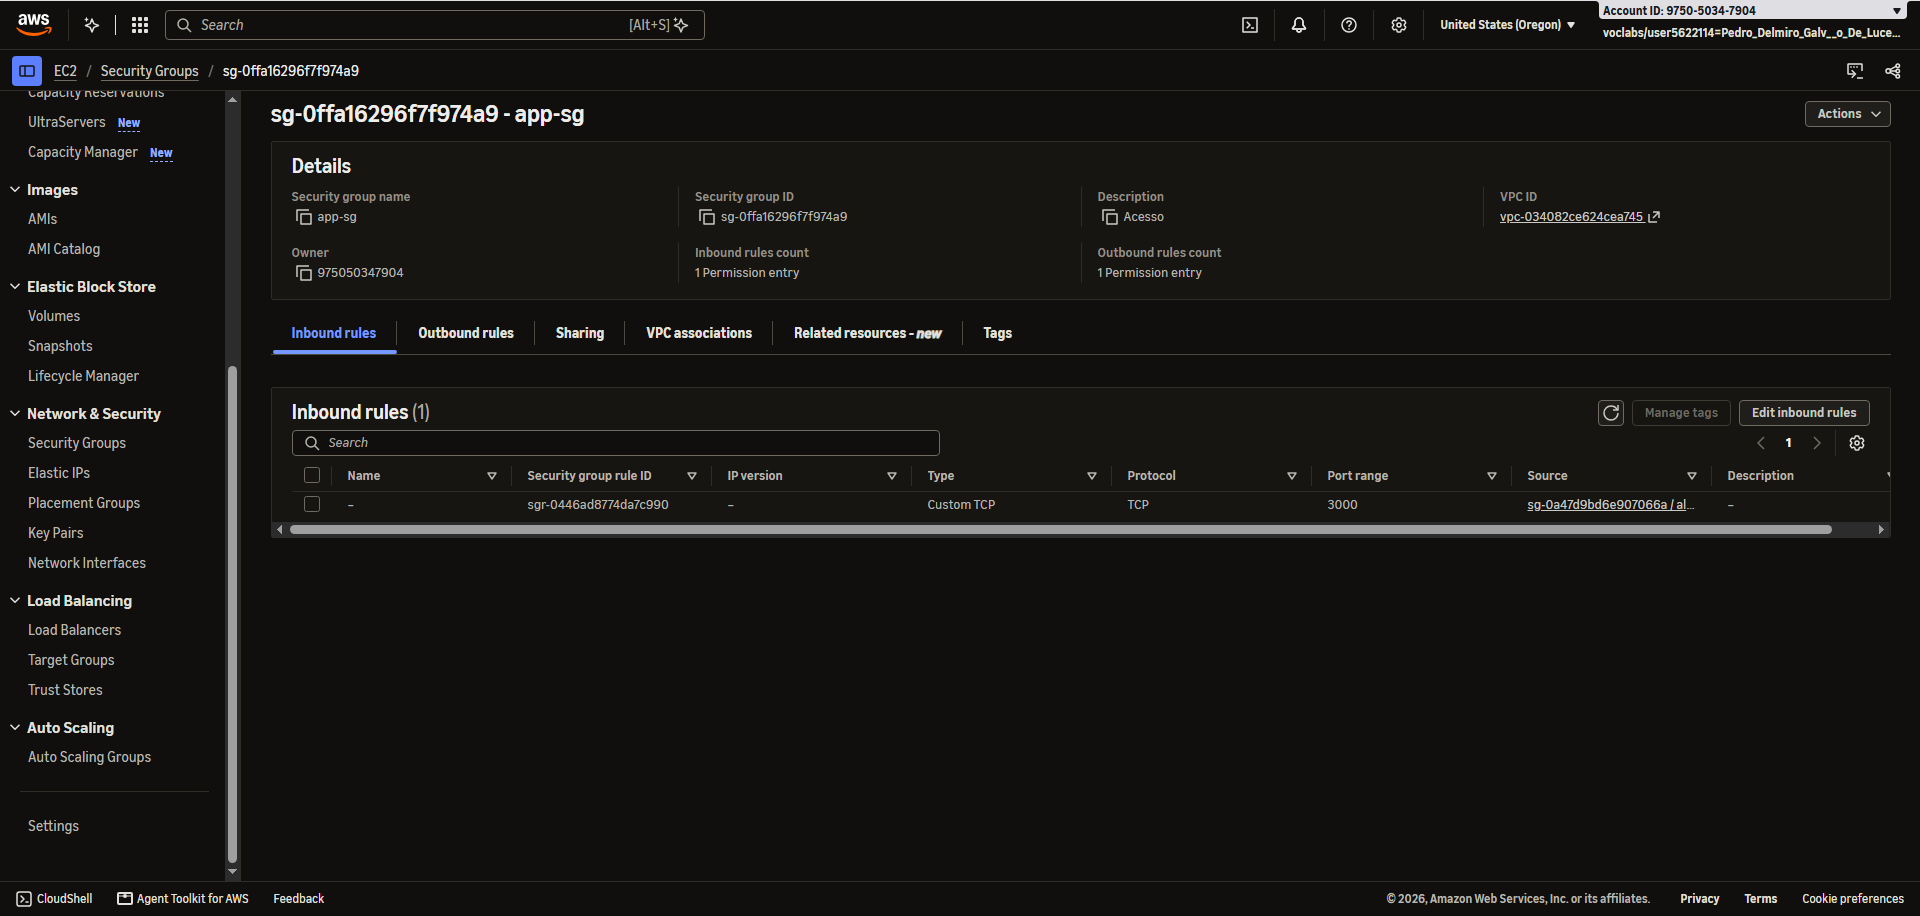 aws
Search [Alt+S]
United States (Oregon)
Account ID: 9750-5034-7904
voclabs/user5622114=Pedro_Delmiro_Galv__o_De_Luce...
EC2 / Security Groups / sg-0ffa16296f7f974a9
Capacity Reservations
UltraServers New
Capacity Manager New
Images
AMIs
AMI Catalog
Elastic Block Store
Volumes
Snapshots
Lifecycle Manager
Network & Security
Security Groups
Elastic IPs
Placement Groups
Key Pairs
Network Interfaces
Load Balancing
Load Balancers
Target Groups
Trust Stores
Auto Scaling
Auto Scaling Groups
Settings
sg-0ffa16296f7f974a9 - app-sg
Actions
Details
Security group name
app-sg
Security group ID
sg-0ffa16296f7f974a9
Description
Acesso
VPC ID
vpc-034082ce624cea745
Owner
975050347904
Inbound rules count
1 Permission entry
Outbound rules count
1 Permission entry
Inbound rules Outbound rules Sharing VPC associations Related resources - new Tags
Inbound rules (1)
Manage tags Edit inbound rules
Search
1
Name Security group rule ID IP version Type Protocol Port range Source Description
– sgr-0446ad8774da7c990 – Custom TCP TCP 3000 sg-0a47d9bd6e907066a / al... –
CloudShell Agent Toolkit for AWS Feedback
© 2026, Amazon Web Services, Inc. or its affiliates. Privacy Terms Cookie preferences